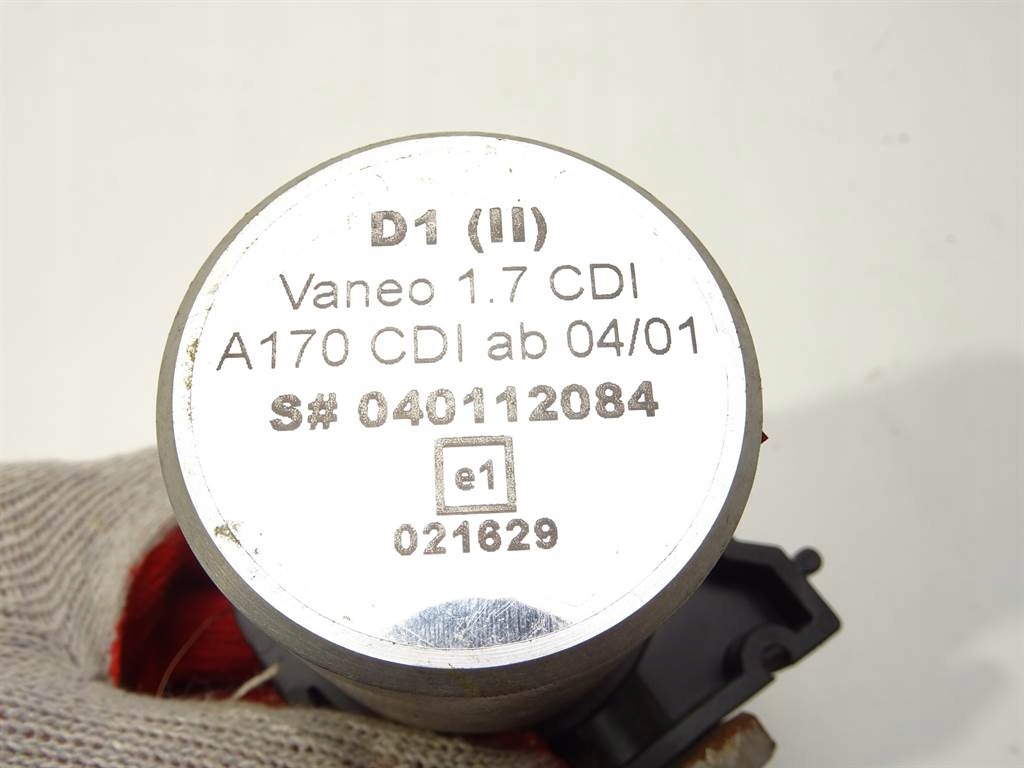 D1 (II)
Vaneo 1.7 CDI
A170 CDI ab 04/01
S# 040112084
e1
021629